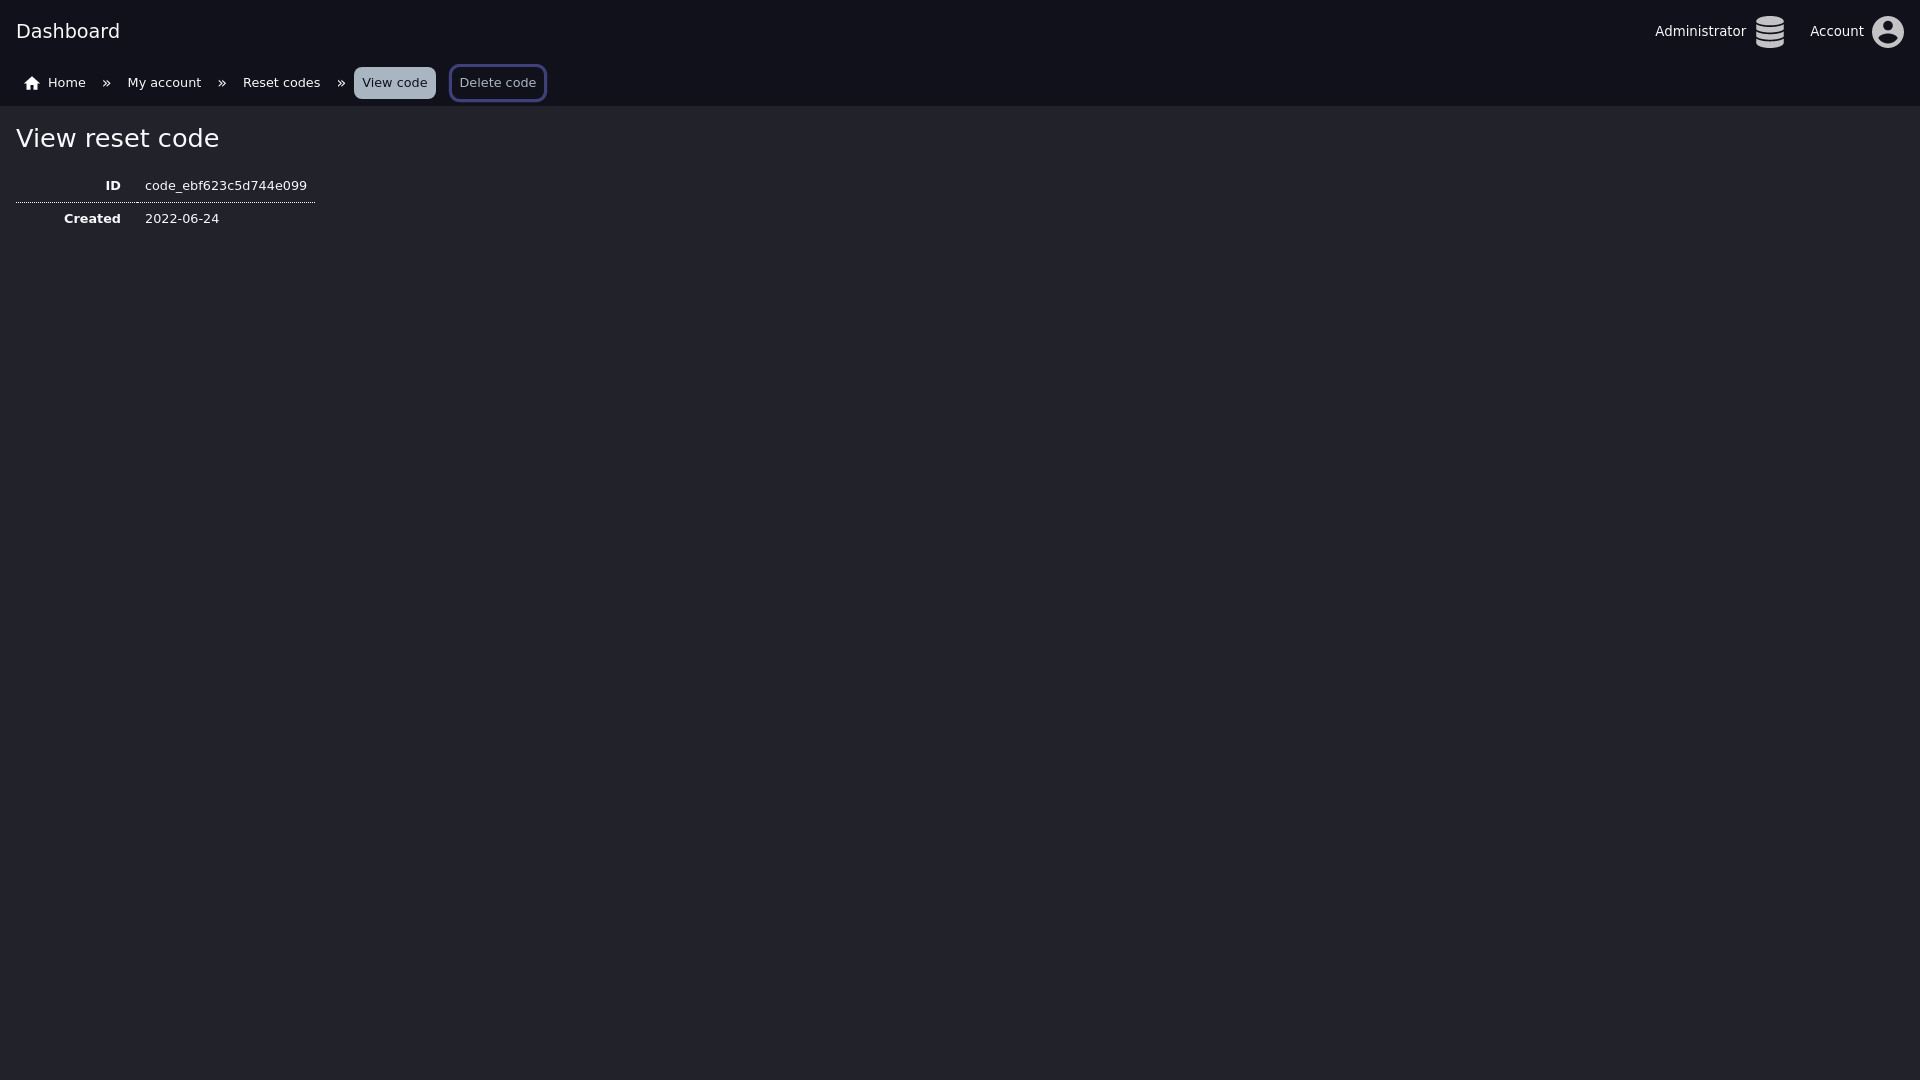 Dashboard
Administrator
Account
Home » My account » Reset codes » View code Delete code
View reset code
ID code_ebf623c5d744e099
Created 2022-06-24